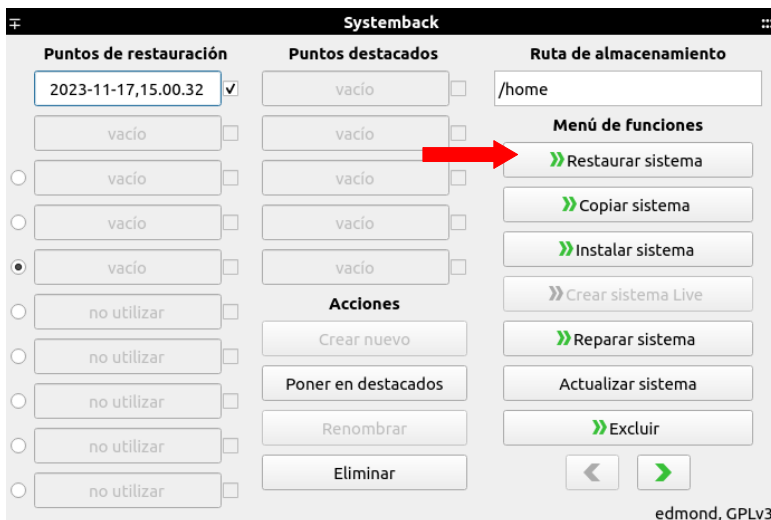 Systemback
Puntos de restauración
2023-11-17,15.00.32
vacío
vacío
vacío
vacío
no utilizar
no utilizar
no utilizar
no utilizar
no utilizar
Puntos destacados
vacío
vacío
vacío
vacío
vacío
Acciones
Crear nuevo
Poner en destacados
Renombrar
Eliminar
Ruta de almacenamiento
/home
Menú de funciones
Restaurar sistema
Copiar sistema
Instalar sistema
Crear sistema Live
Reparar sistema
Actualizar sistema
Excluir
edmond, GPLv3